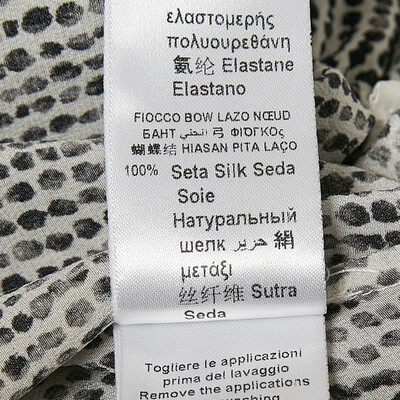 ελαστομερής
πολυουρεθάνη
氨纶 Elastane
Elastano
FIOCCO BOW LAZO NŒUD
БАНТ انحني 弓 ΦΙΌΓΚΟς
蝴蝶结 HIASAN PITA LAÇO
100% Seta Silk Seda
Soie
Натуральный
шелк حرير 絹
μετάξι
丝纤维 Sutra
Seda
Togliere le applicazioni
prima del lavaggio
Remove the applications